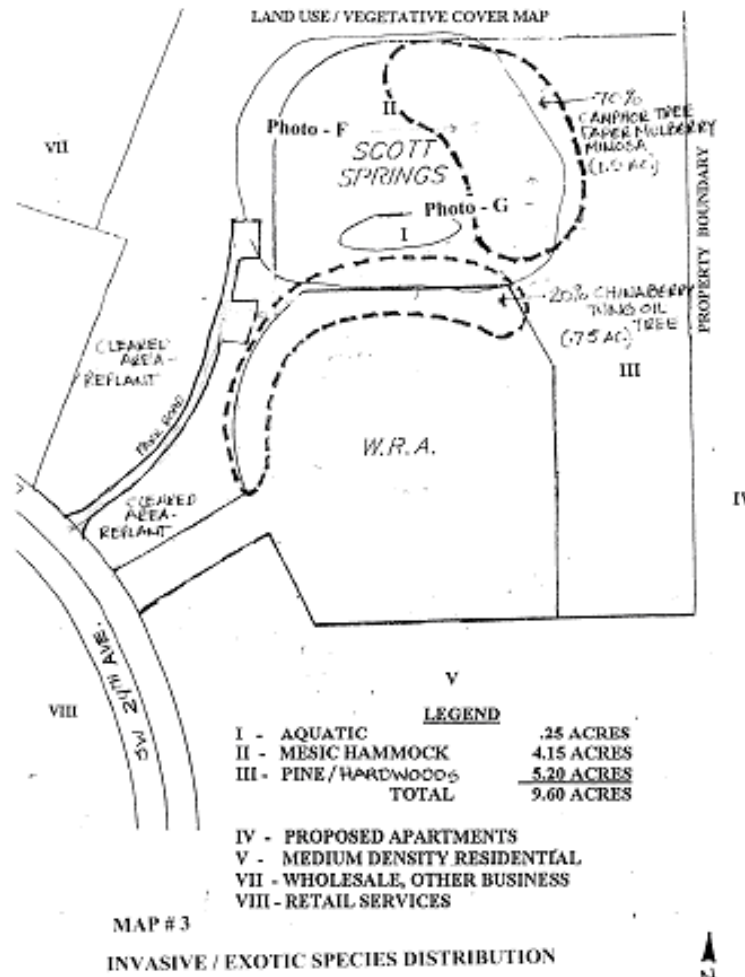 LAND USE / VEGETATIVE COVER MAP
70%
CAMPHOR TREE
PAPER MULBERRY
MIMOSA
(1.5 AC.)
II
Photo - F
VII
SCOTT
SPRINGS
Photo - G
I
PROPERTY BOUNDARY
20% CHINABERRY
TUNG OIL
TREE
(.75 AC.)
CLEARED
AREA-
REPLANT
III
PARK ROAD
W.R.A.
CLEARED
AREA-
REPLANT
IV
SW 24TH AVE.
V
VIII
LEGEND
I - AQUATIC .25 ACRES
II - MESIC HAMMOCK 4.15 ACRES
III - PINE/HARDWOODS 5.20 ACRES
TOTAL 9.60 ACRES
IV - PROPOSED APARTMENTS
V - MEDIUM DENSITY RESIDENTIAL
VII - WHOLESALE, OTHER BUSINESS
VIII - RETAIL SERVICES
MAP # 3
INVASIVE / EXOTIC SPECIES DISTRIBUTION
N